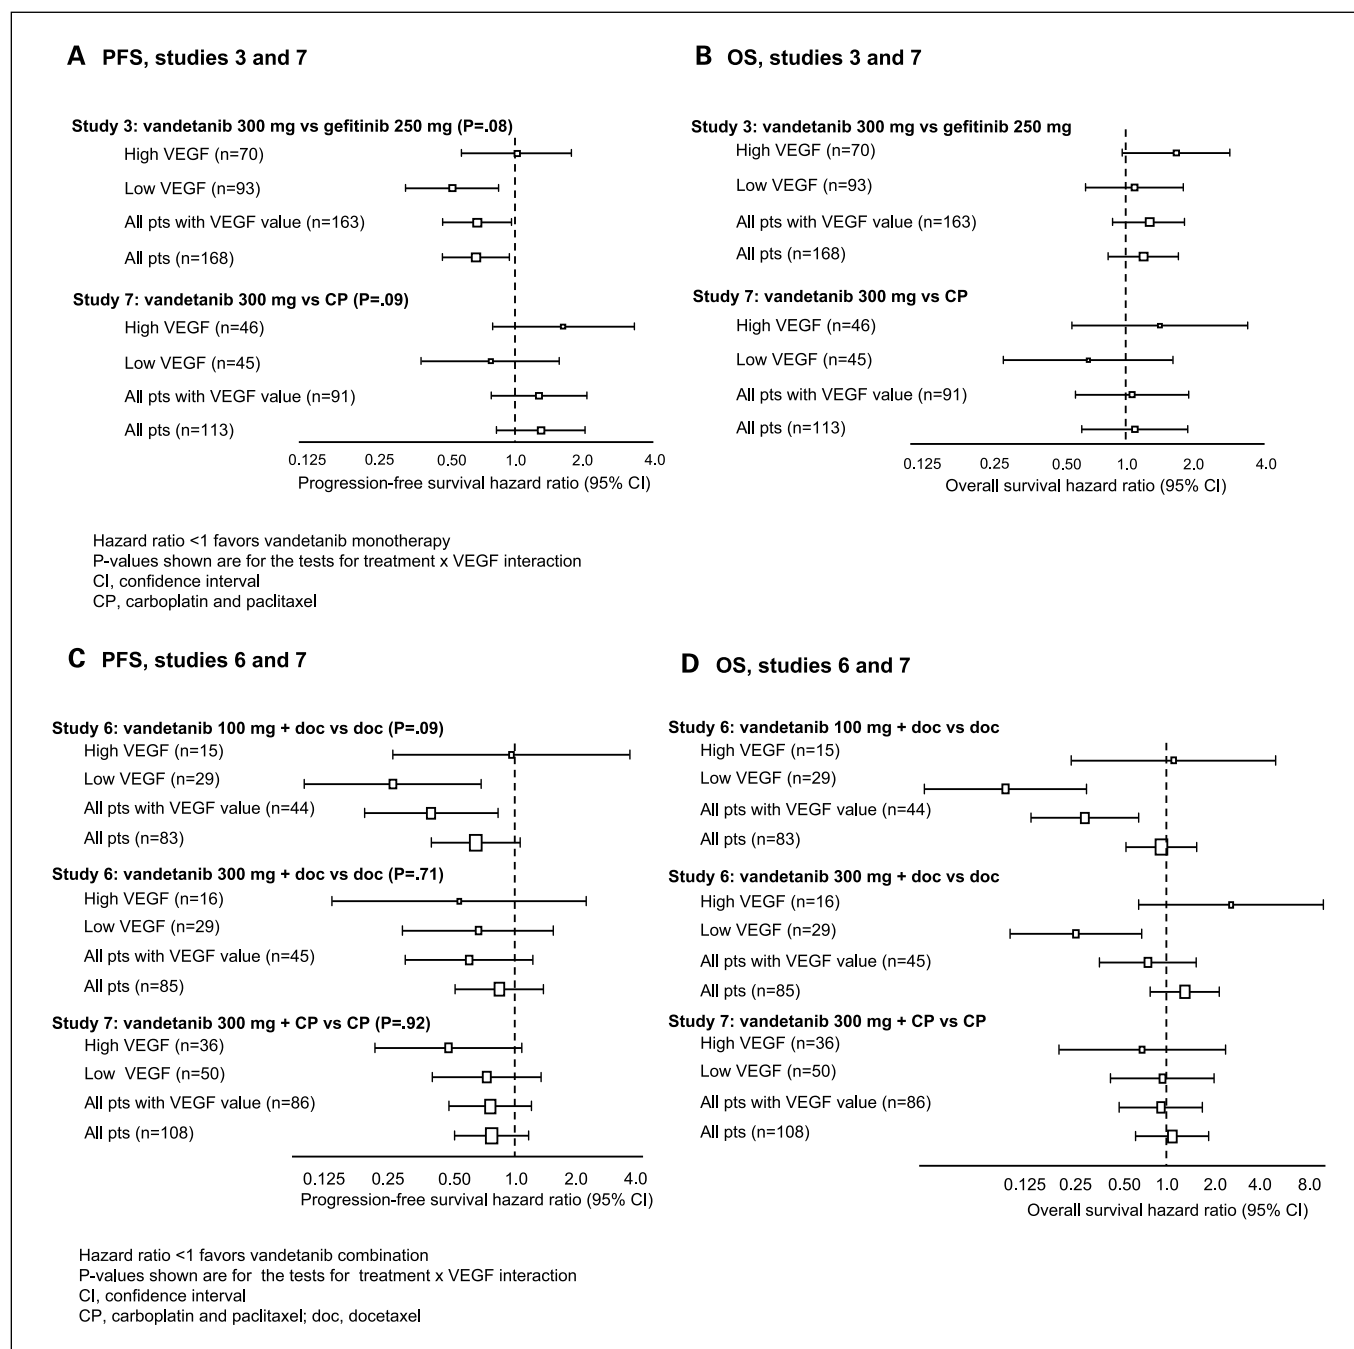 A PFS, studies 3 and 7
Study 3: vandetanib 300 mg vs gefitinib 250 mg (P=.08)
High VEGF (n=70)
Low VEGF (n=93)
All pts with VEGF value (n=163)
All pts (n=168)
Study 7: vandetanib 300 mg vs CP (P=.09)
High VEGF (n=46)
Low VEGF (n=45)
All pts with VEGF value (n=91)
All pts (n=113)
0.125 0.25 0.50 1.0 2.0 4.0
Progression-free survival hazard ratio (95% CI)
B OS, studies 3 and 7
Study 3: vandetanib 300 mg vs gefitinib 250 mg
High VEGF (n=70)
Low VEGF (n=93)
All pts with VEGF value (n=163)
All pts (n=168)
Study 7: vandetanib 300 mg vs CP
High VEGF (n=46)
Low VEGF (n=45)
All pts with VEGF value (n=91)
All pts (n=113)
0.125 0.25 0.50 1.0 2.0 4.0
Overall survival hazard ratio (95% CI)
Hazard ratio <1 favors vandetanib monotherapy
P-values shown are for the tests for treatment x VEGF interaction
CI, confidence interval
CP, carboplatin and paclitaxel
C PFS, studies 6 and 7
Study 6: vandetanib 100 mg + doc vs doc (P=.09)
High VEGF (n=15)
Low VEGF (n=29)
All pts with VEGF value (n=44)
All pts (n=83)
Study 6: vandetanib 300 mg + doc vs doc (P=.71)
High VEGF (n=16)
Low VEGF (n=29)
All pts with VEGF value (n=45)
All pts (n=85)
Study 7: vandetanib 300 mg + CP vs CP (P=.92)
High VEGF (n=36)
Low VEGF (n=50)
All pts with VEGF value (n=86)
All pts (n=108)
0.125 0.25 0.50 1.0 2.0 4.0
Progression-free survival hazard ratio (95% CI)
D OS, studies 6 and 7
Study 6: vandetanib 100 mg + doc vs doc
High VEGF (n=15)
Low VEGF (n=29)
All pts with VEGF value (n=44)
All pts (n=83)
Study 6: vandetanib 300 mg + doc vs doc
High VEGF (n=16)
Low VEGF (n=29)
All pts with VEGF value (n=45)
All pts (n=85)
Study 7: vandetanib 300 mg + CP vs CP
High VEGF (n=36)
Low VEGF (n=50)
All pts with VEGF value (n=86)
All pts (n=108)
0.125 0.25 0.50 1.0 2.0 4.0 8.0
Overall survival hazard ratio (95% CI)
Hazard ratio <1 favors vandetanib combination
P-values shown are for the tests for treatment x VEGF interaction
CI, confidence interval
CP, carboplatin and paclitaxel; doc, docetaxel